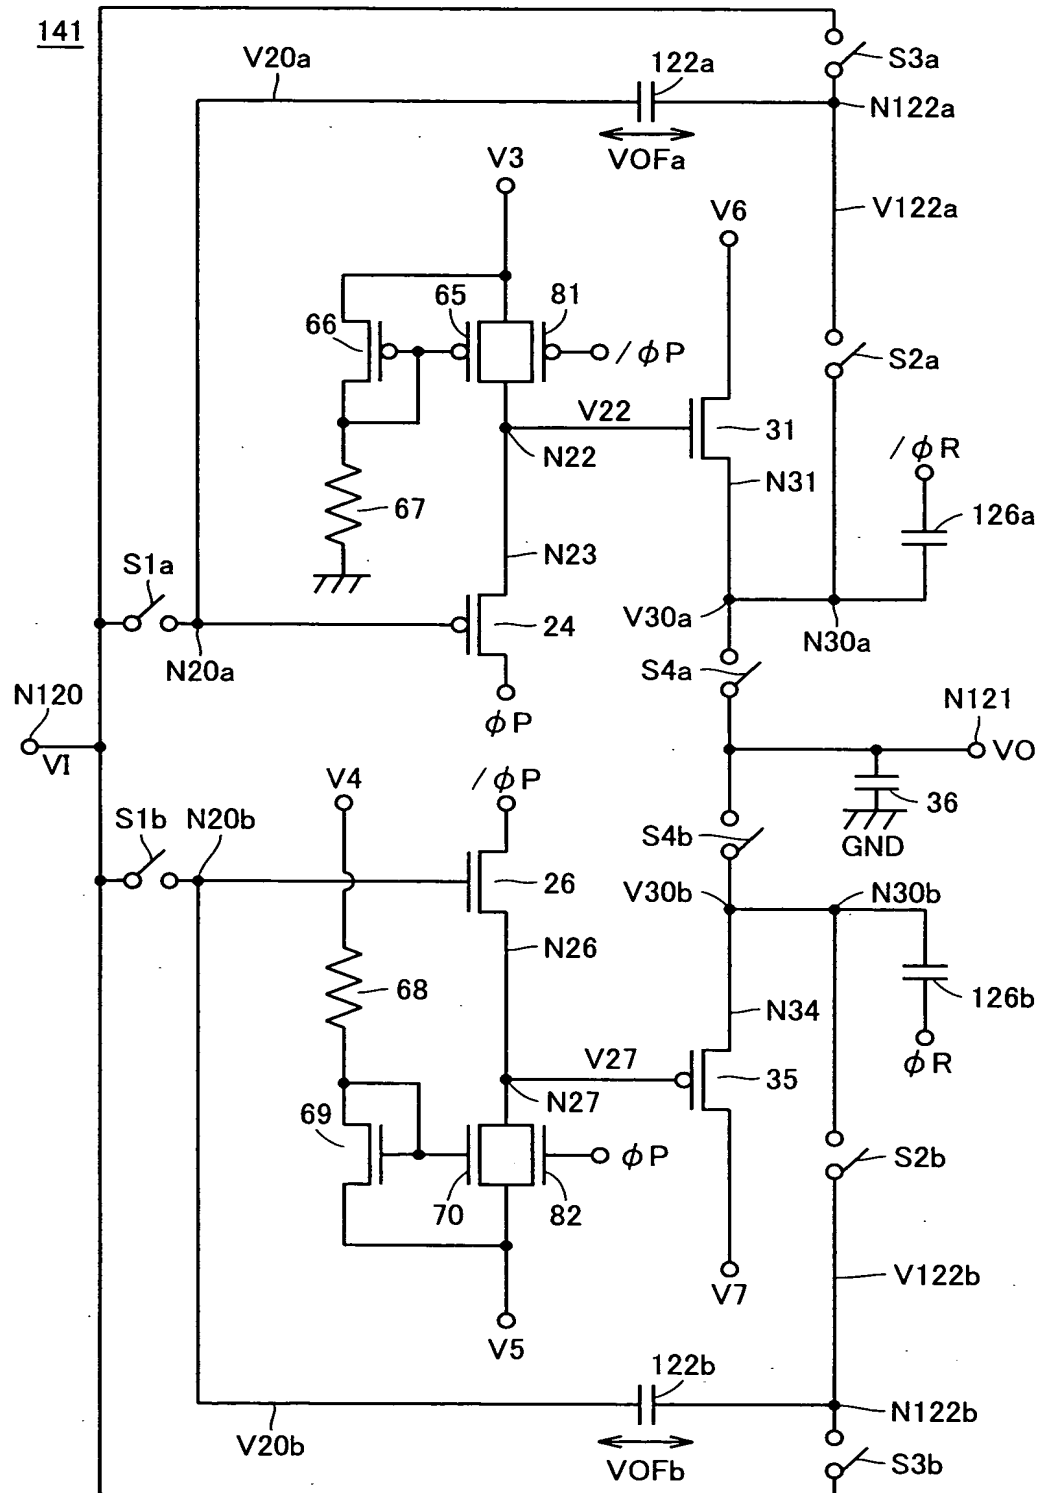 141
V20a
122a
S3a
N122a
VOFa
V3
V6
V122a
66
65
81
/φP
S2a
V22
31
/φR
N22
N31
67
126a
S1a
N23
24
V30a
N30a
N20a
S4a
φP
N120
N121
VI
VO
V4
/φP
36
S1b
N20b
S4b
GND
26
V30b
N30b
N26
68
126b
N34
V27
φR
35
N27
69
φP
S2b
70
82
V122b
V7
V5
122b
N122b
V20b
VOFb
S3b